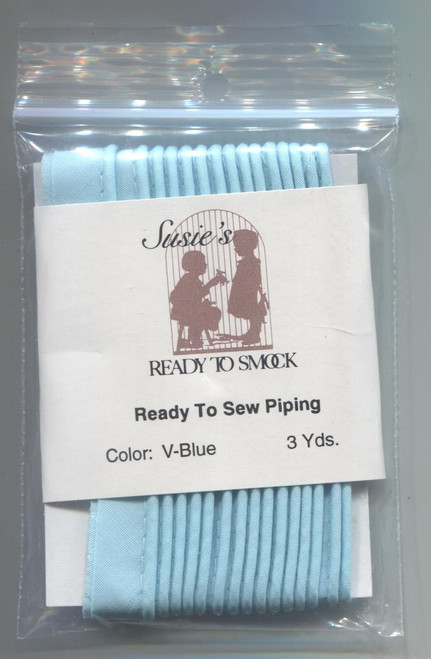 Susie's
READY TO SMOCK
Ready To Sew Piping
Color: V-Blue 3 Yds.